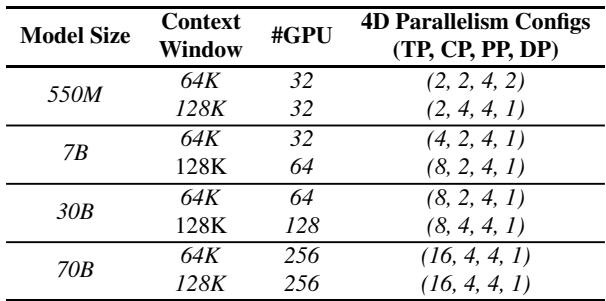 Model Size Context Window #GPU 4D Parallelism Configs (TP, CP, PP, DP)
550M 64K 32 (2, 2, 4, 2)
128K 32 (2, 4, 4, 1)
7B 64K 32 (4, 2, 4, 1)
128K 64 (8, 2, 4, 1)
30B 64K 64 (8, 2, 4, 1)
128K 128 (8, 4, 4, 1)
70B 64K 256 (16, 4, 4, 1)
128K 256 (16, 4, 4, 1)